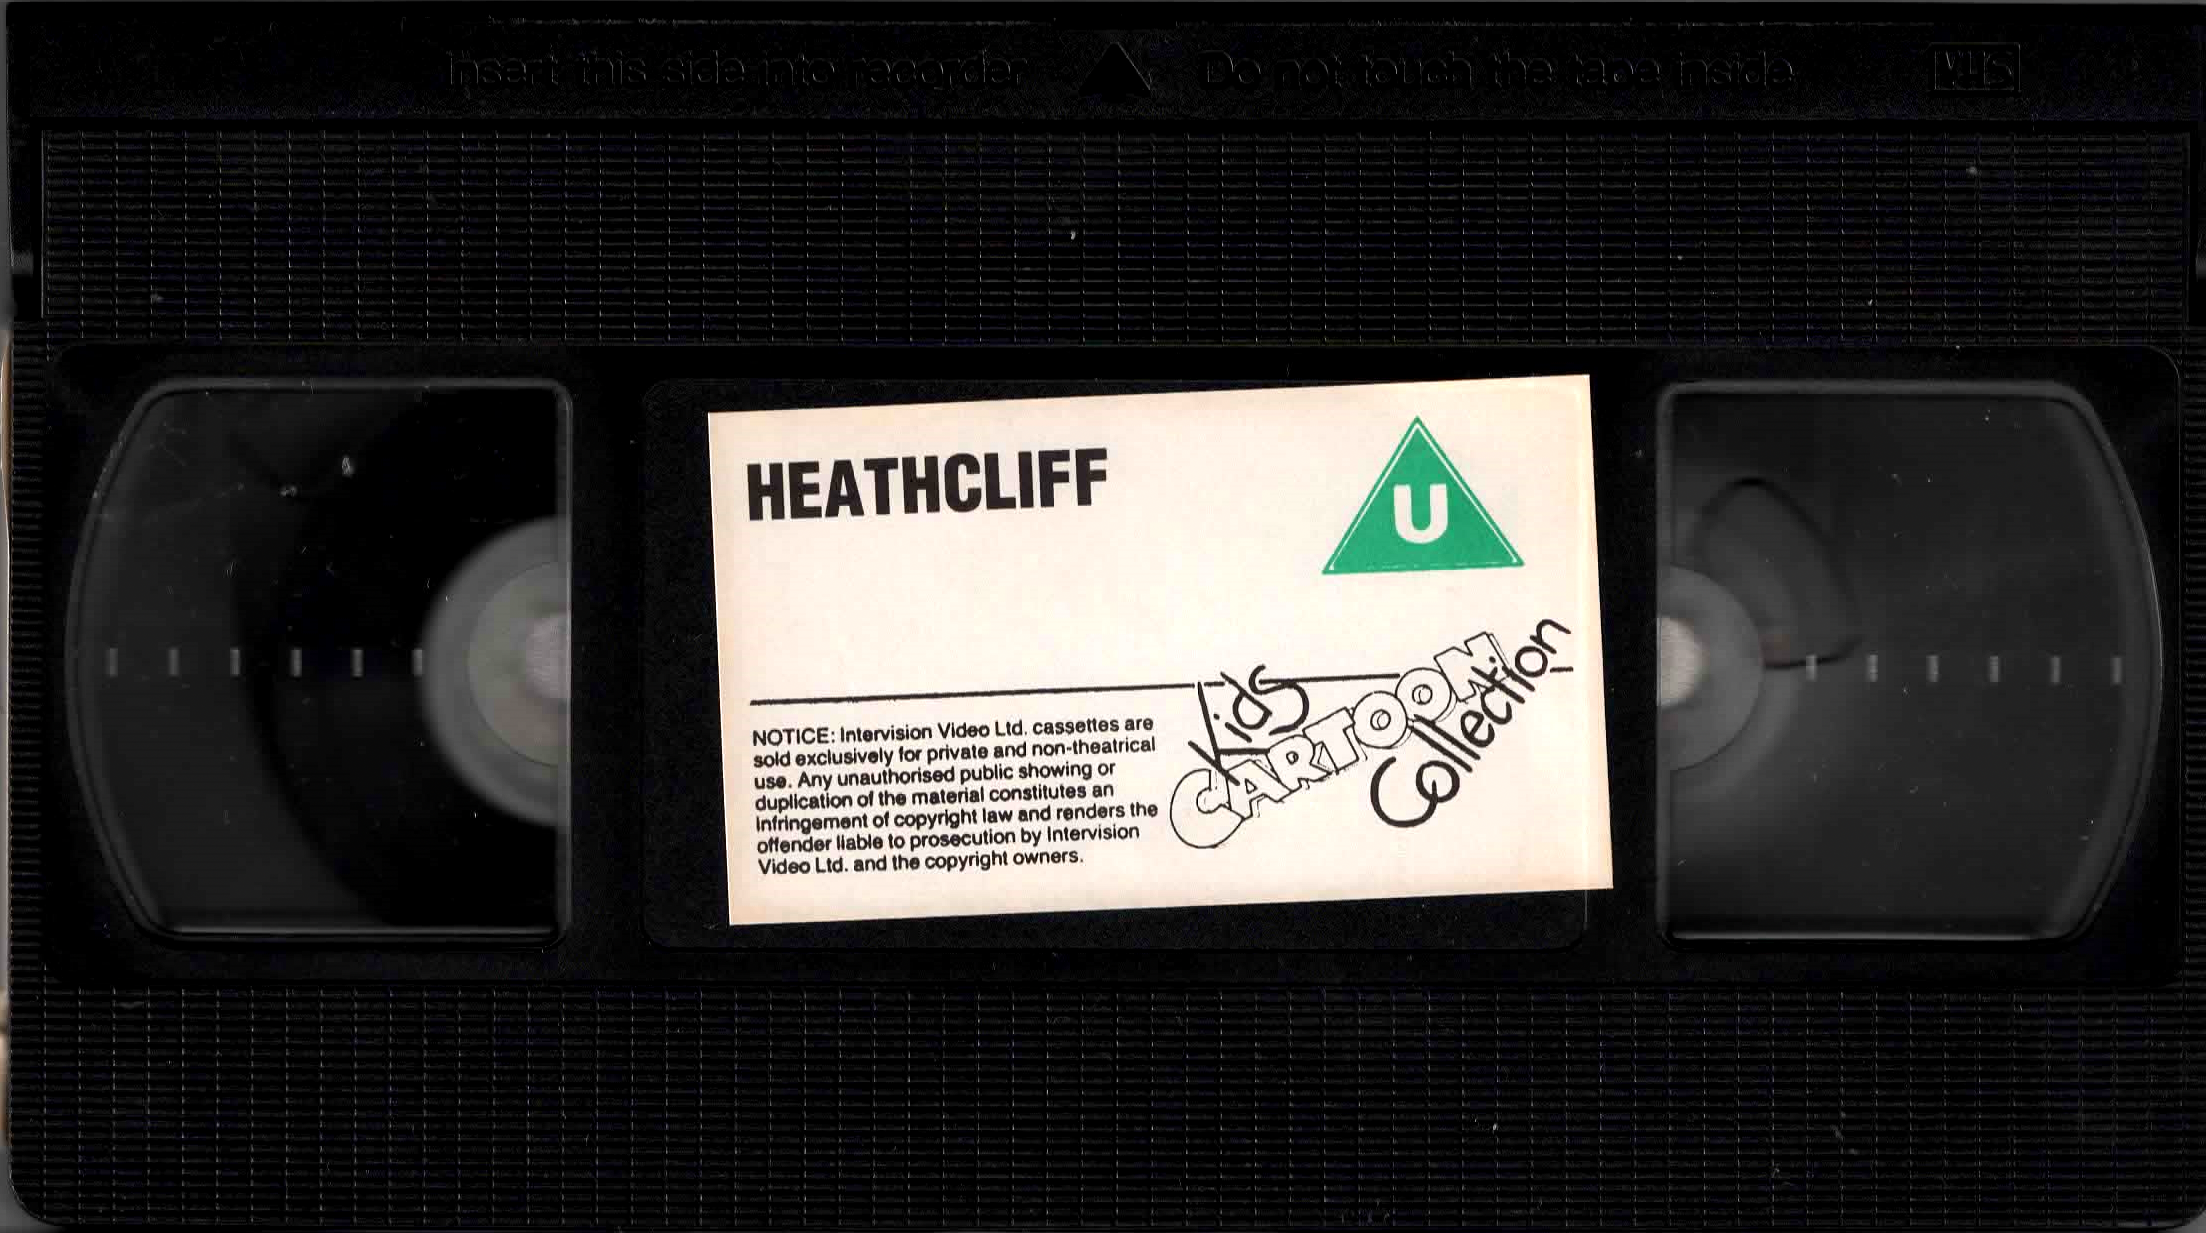 Insert this side into recorder ▲ Do not touch the tape inside VHS
HEATHCLIFF
U
Kids
CARTOON
Collection
NOTICE: Intervision Video Ltd. cassettes are
sold exclusively for private and non-theatrical
use. Any unauthorised public showing or
duplication of the material constitutes an
infringement of copyright law and renders the
offender liable to prosecution by Intervision
Video Ltd. and the copyright owners.